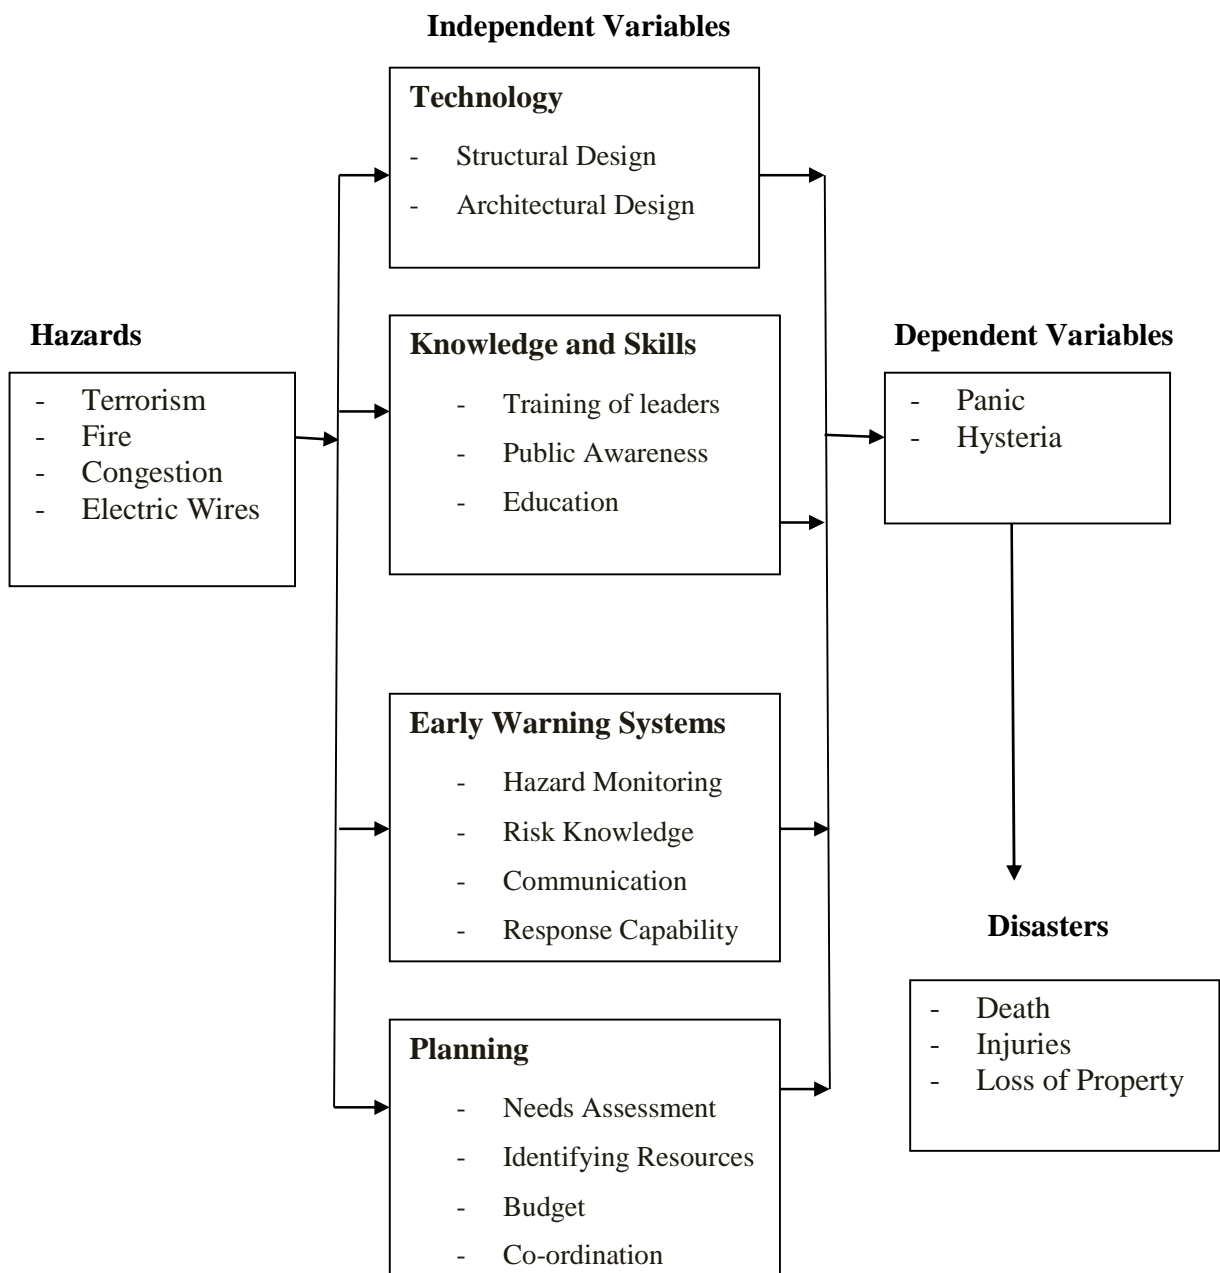 Independent Variables
Technology
- Structural Design
- Architectural Design
Hazards
- Terrorism
- Fire
- Congestion
- Electric Wires
Knowledge and Skills
- Training of leaders
- Public Awareness
- Education
Dependent Variables
- Panic
- Hysteria
Early Warning Systems
- Hazard Monitoring
- Risk Knowledge
- Communication
- Response Capability
Disasters
- Death
- Injuries
- Loss of Property
Planning
- Needs Assessment
- Identifying Resources
- Budget
- Co-ordination